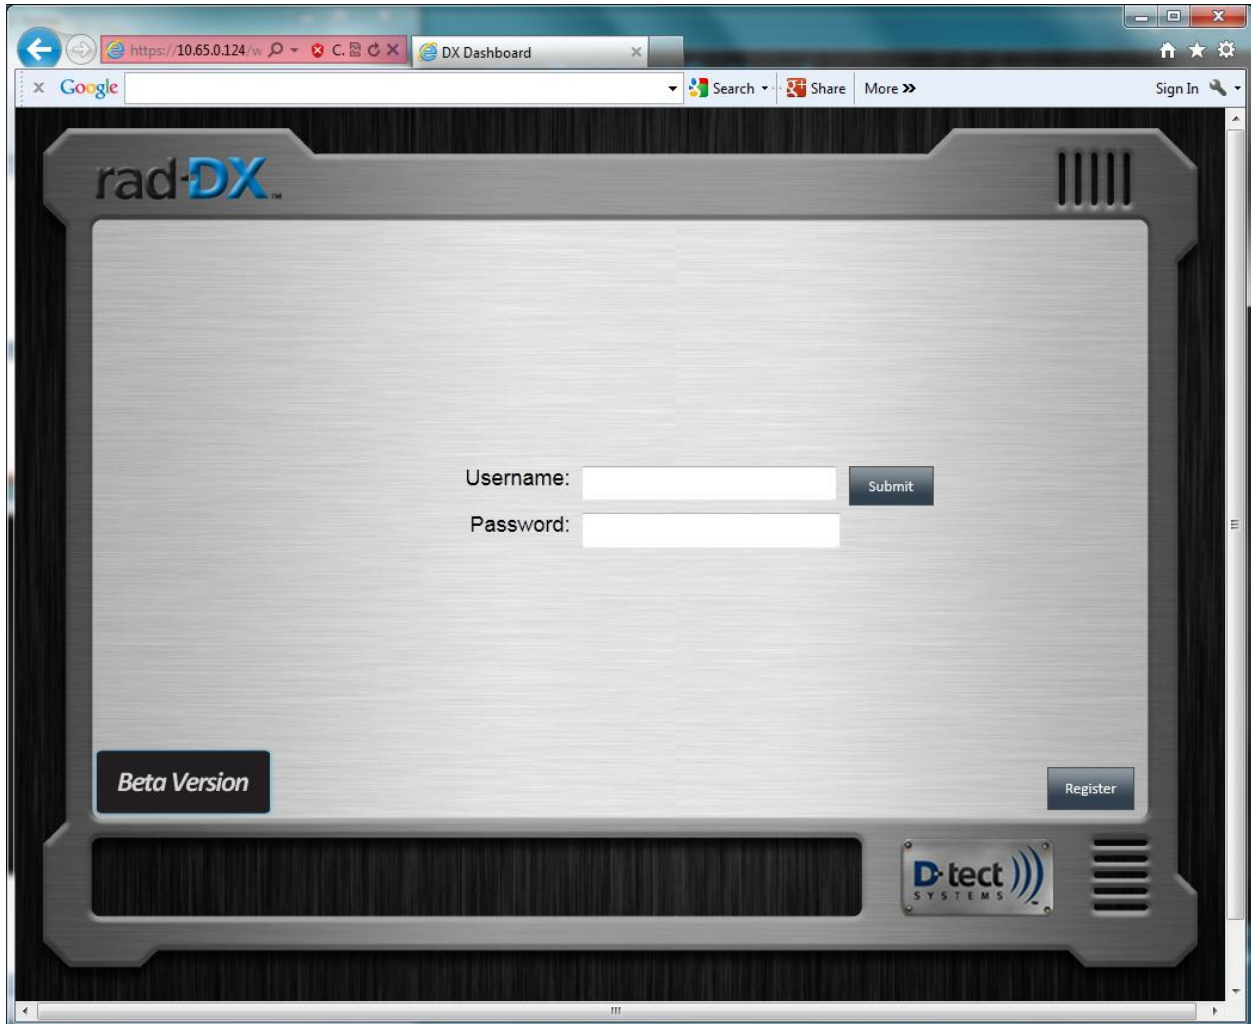 https://10.65.0.124/w
C.
DX Dashboard
Google
Search
Share
More »
Sign In
rad-DX™
Username:
Submit
Password:
Beta Version
Register
D-tect
SYSTEMS